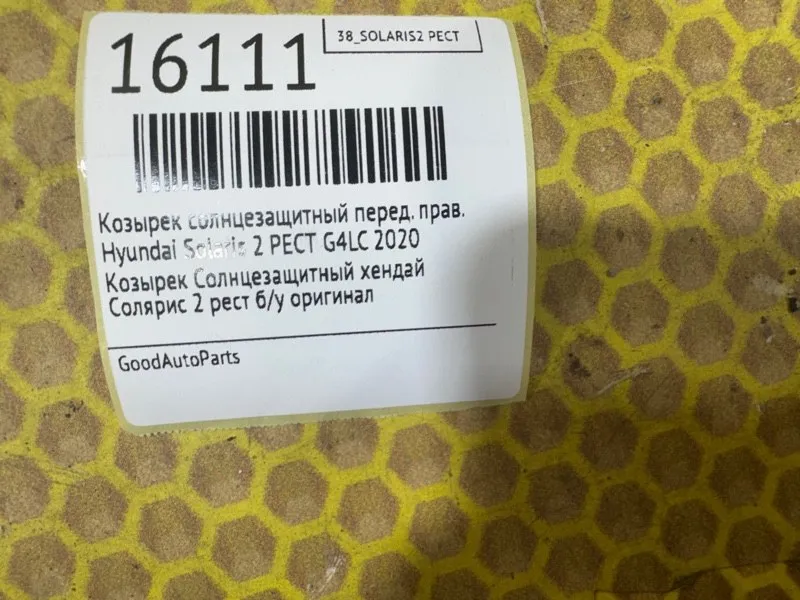 16111
38_SOLARIS2 РЕСТ
Козырек солнцезащитный перед. прав.
Hyundai Solaris 2 РЕСТ G4LC 2020
Козырек Солнцезащитный хендай
Солярис 2 рест б/у оригинал
GoodAutoParts